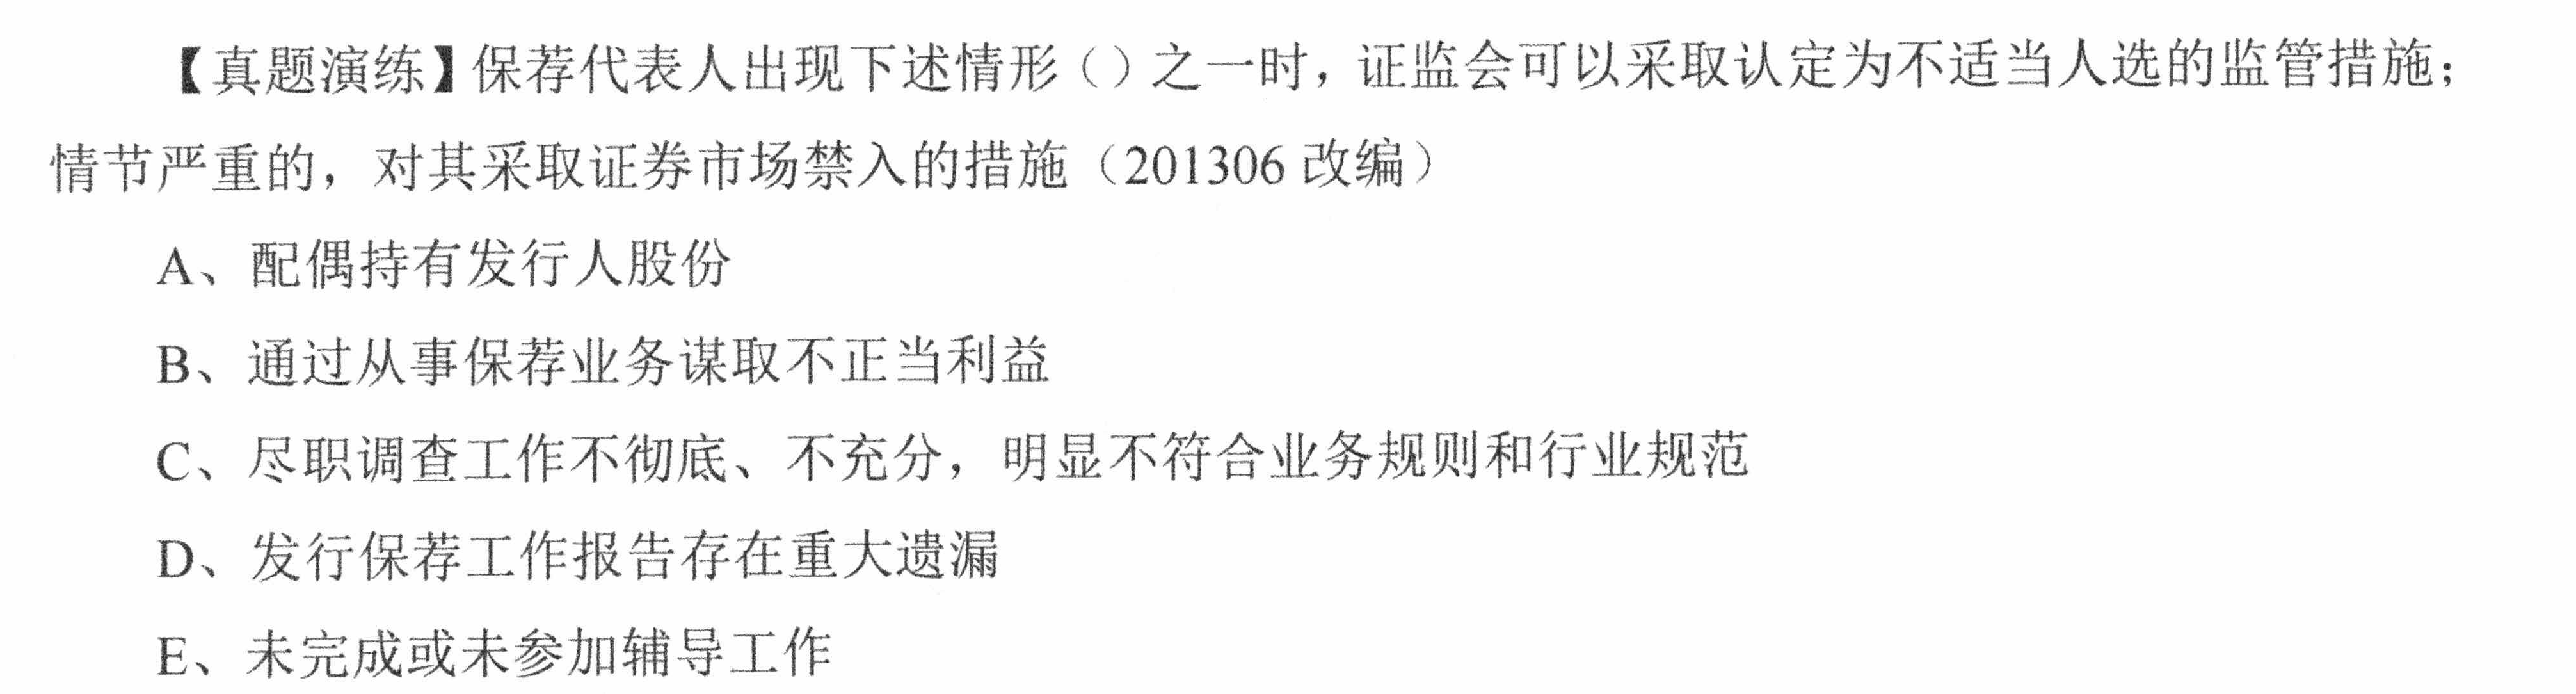 【真题演练】保荐代表人出现下述情形（）之一时，证监会可以采取认定为不适当人选的监管措施；
情节严重的，对其采取证券市场禁入的措施（201306 改编）
A、配偶持有发行人股份
B、通过从事保荐业务谋取不正当利益
C、尽职调查工作不彻底、不充分，明显不符合业务规则和行业规范
D、发行保荐工作报告存在重大遗漏
E、未完成或未参加辅导工作